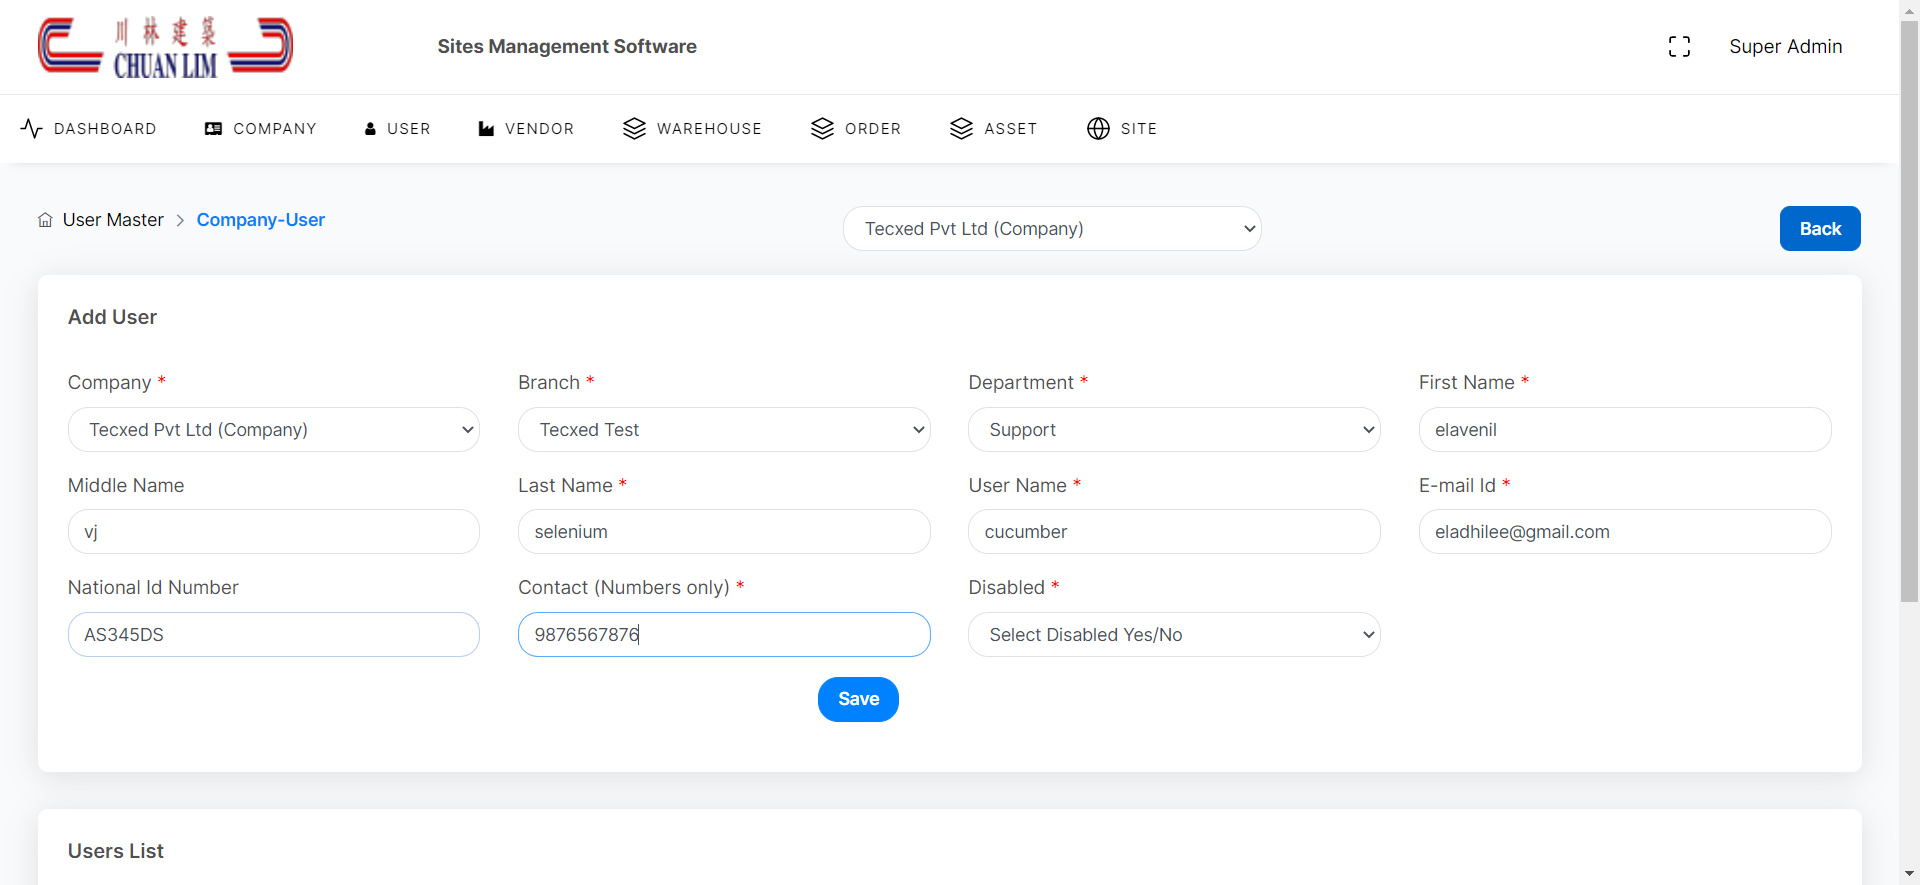 川林建築
CHUAN LIM
Sites Management Software
Super Admin
DASHBOARD
COMPANY
USER
VENDOR
WAREHOUSE
ORDER
ASSET
SITE
User Master
Company-User
Tecxed Pvt Ltd (Company)
Back
Add User
Company *
Branch *
Department *
First Name *
Tecxed Pvt Ltd (Company)
Tecxed Test
Support
elavenil
Middle Name
Last Name *
User Name *
E-mail Id *
vj
selenium
cucumber
eladhilee@gmail.com
National Id Number
Contact (Numbers only) *
Disabled *
AS345DS
9876567876
Select Disabled Yes/No
Save
Users List